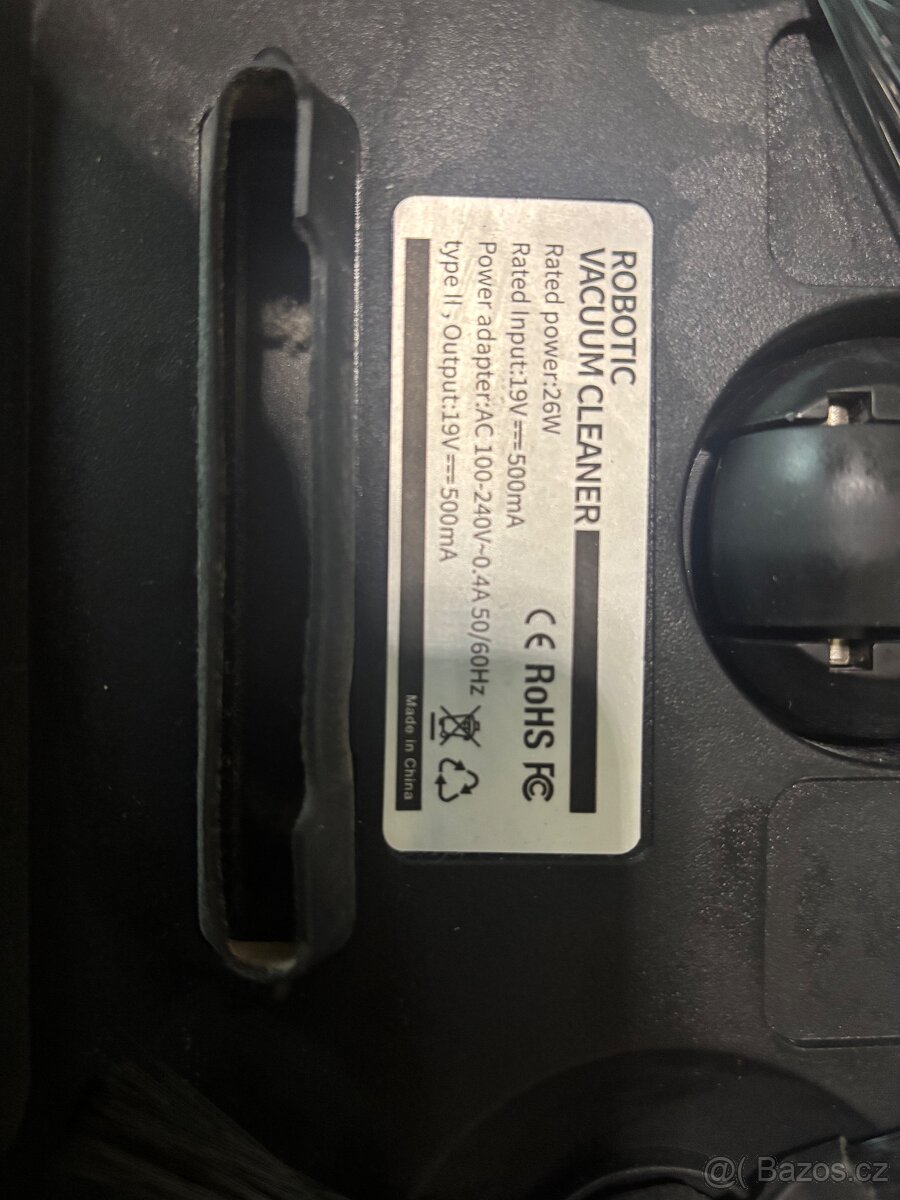 ROBOTIC
VACUUM CLEANER
Rated power:26W
Rated Input:19V⎓500mA
Power adapter:AC 100-240V~0.4A 50/60Hz
type II , Output:19V⎓500mA
CE RoHS FC
Made in China
@( Bazos.cz